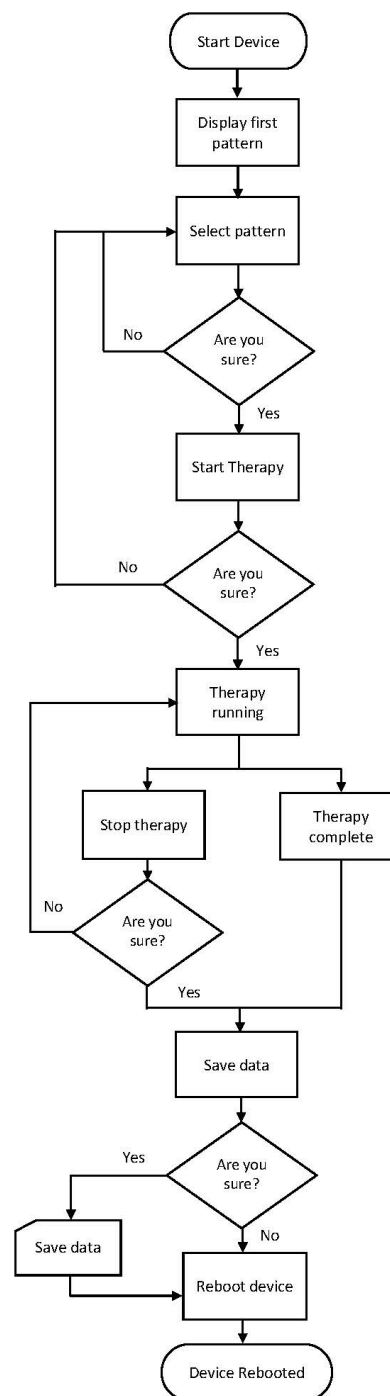 Start Device
Display first
pattern
Select pattern
No
Are you
sure?
Yes
Start Therapy
No
Are you
sure?
Yes
Therapy
running
Stop therapy
Therapy
complete
No
Are you
sure?
Yes
Save data
Yes
Are you
sure?
No
Save data
Reboot device
Device Rebooted